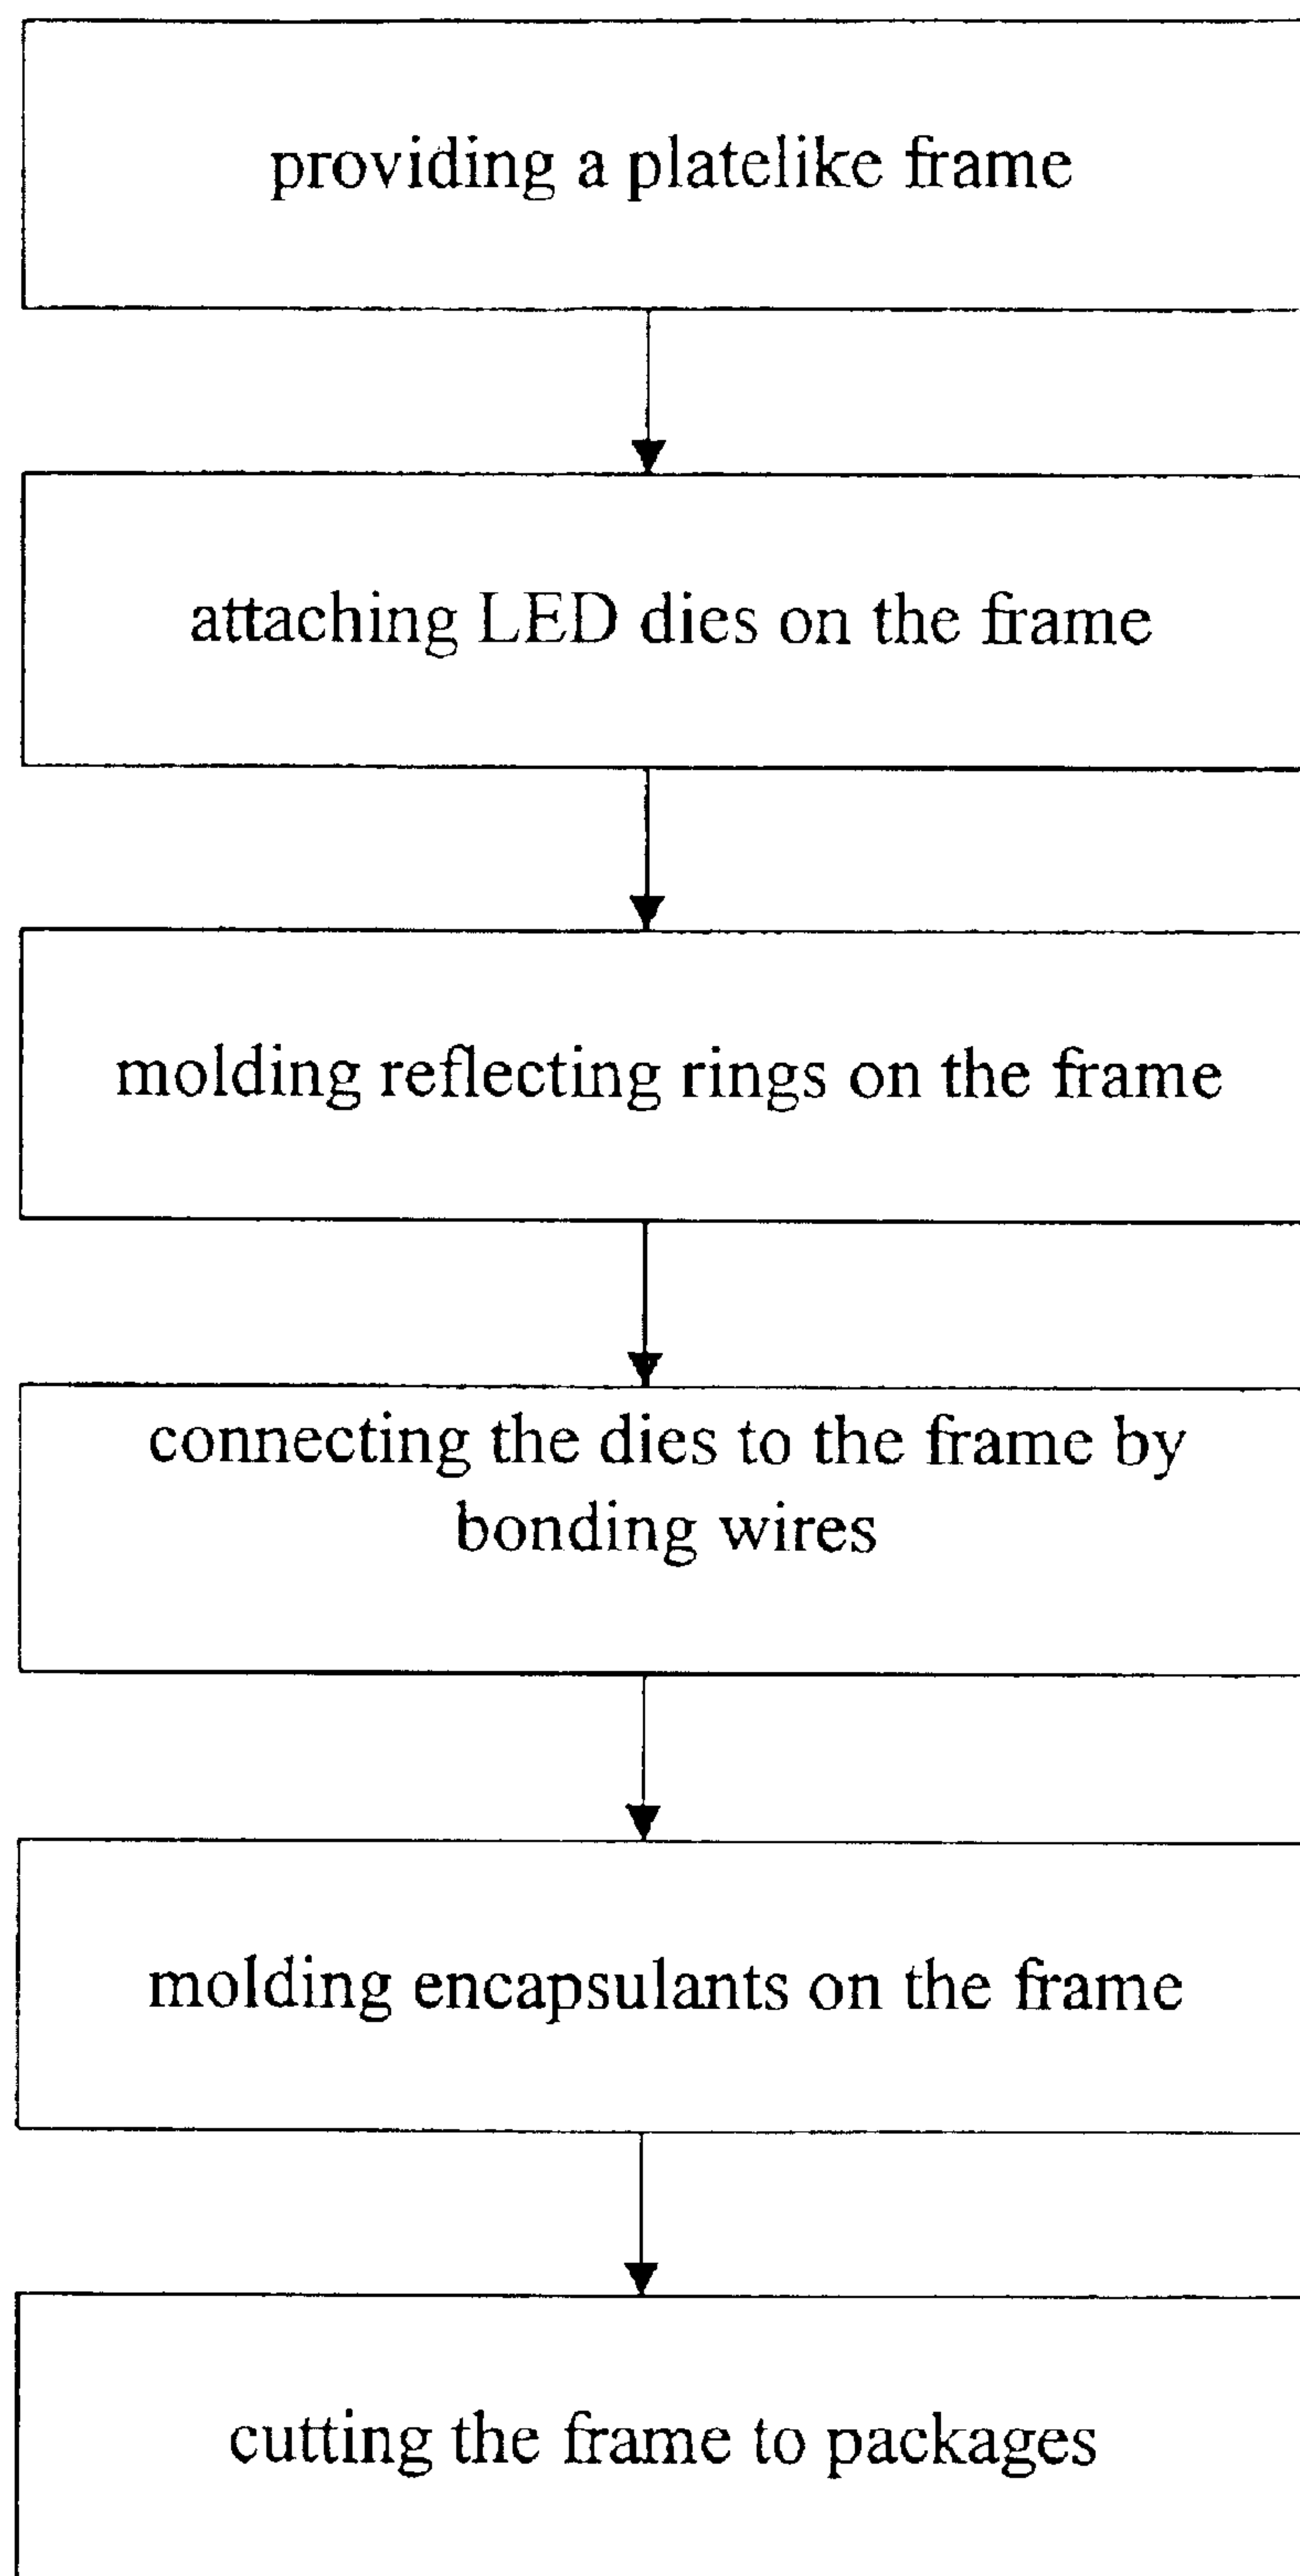 providing a platelike frame
attaching LED dies on the frame
molding reflecting rings on the frame
connecting the dies to the frame by
bonding wires
molding encapsulants on the frame
cutting the frame to packages